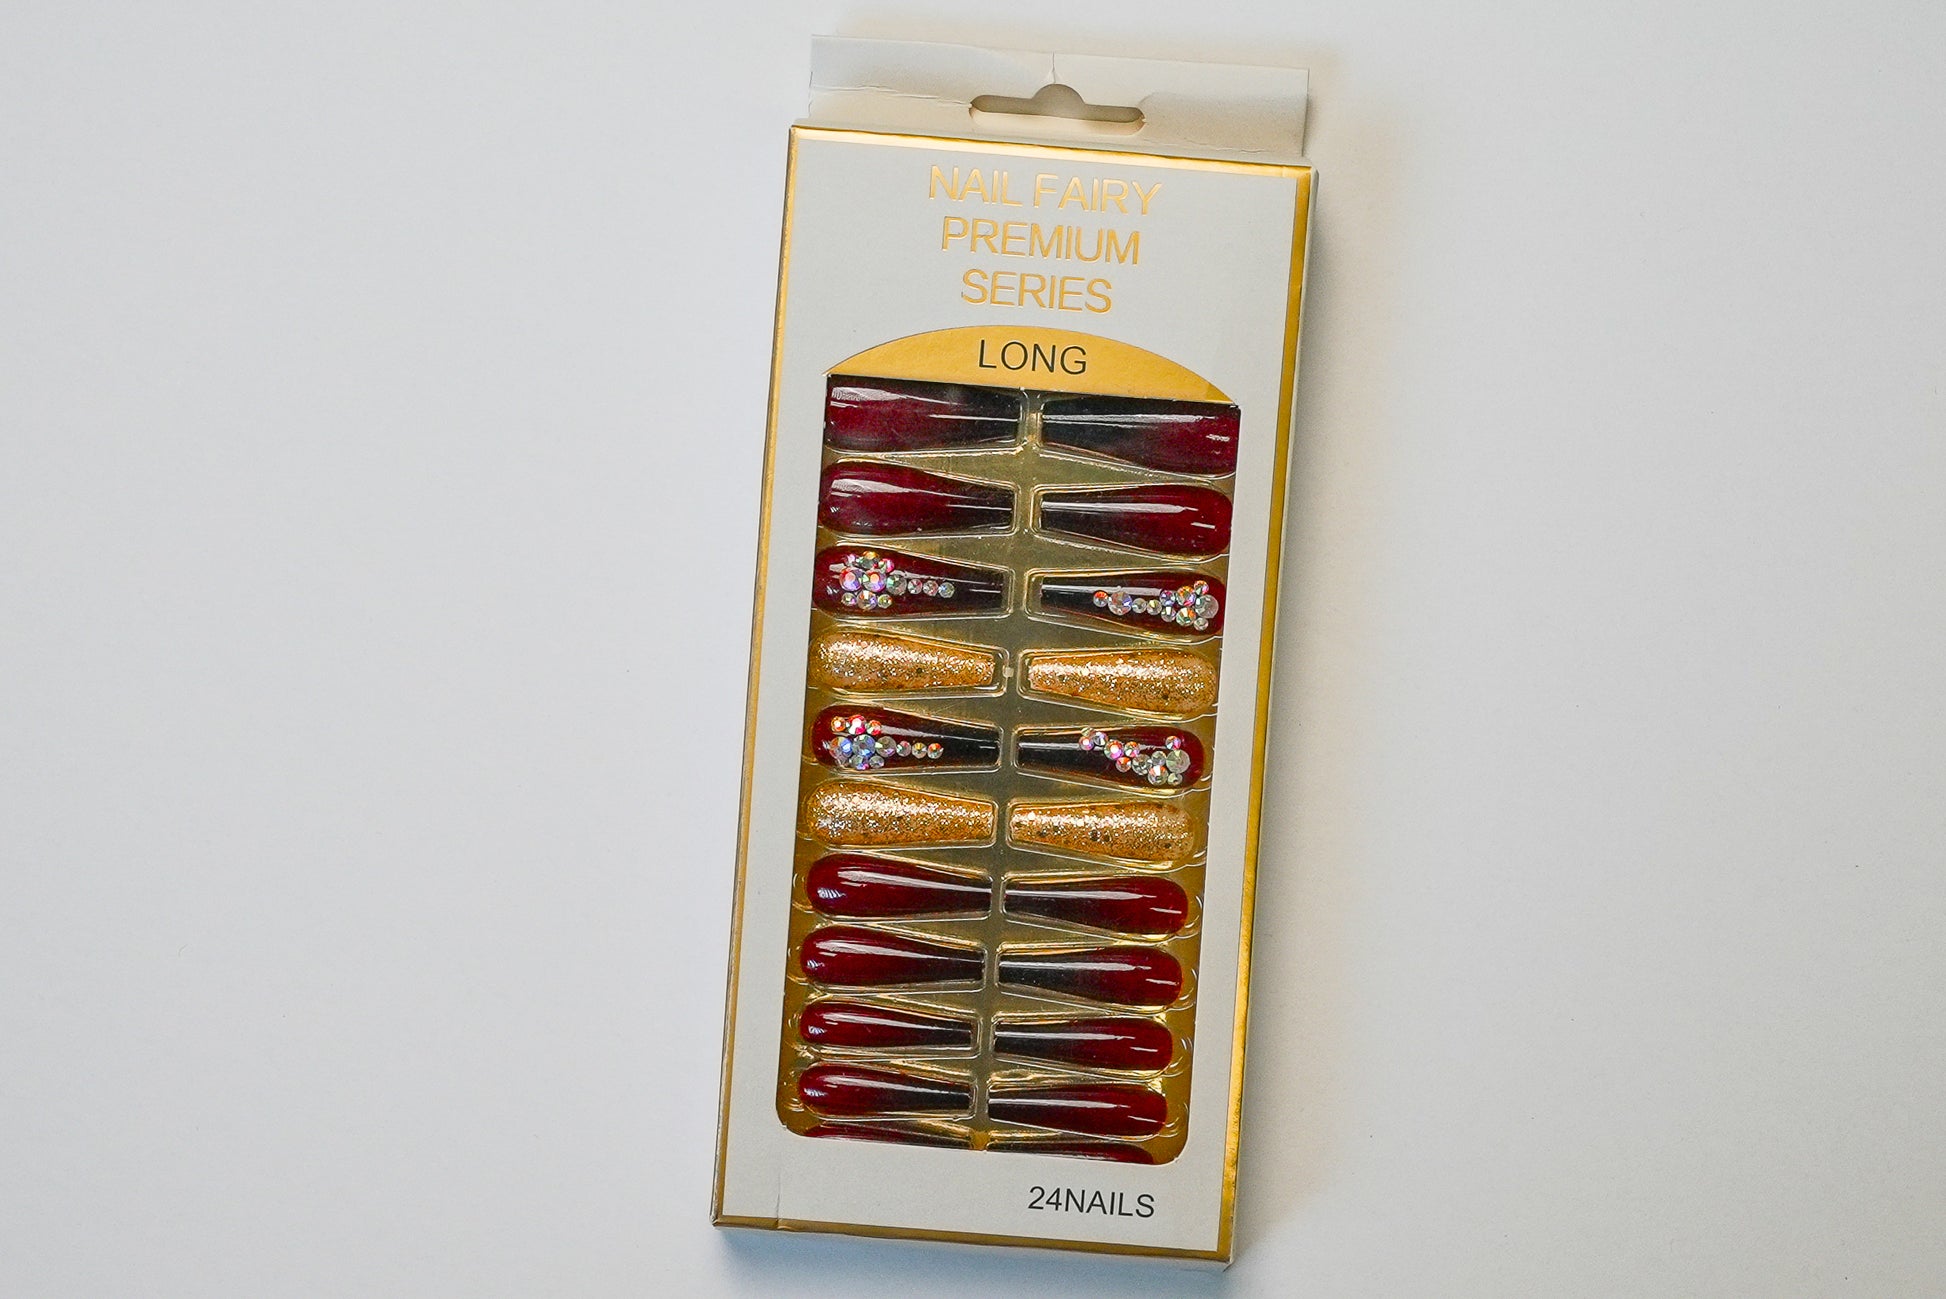 NAIL FAIRY
PREMIUM
SERIES
LONG
24NAILS